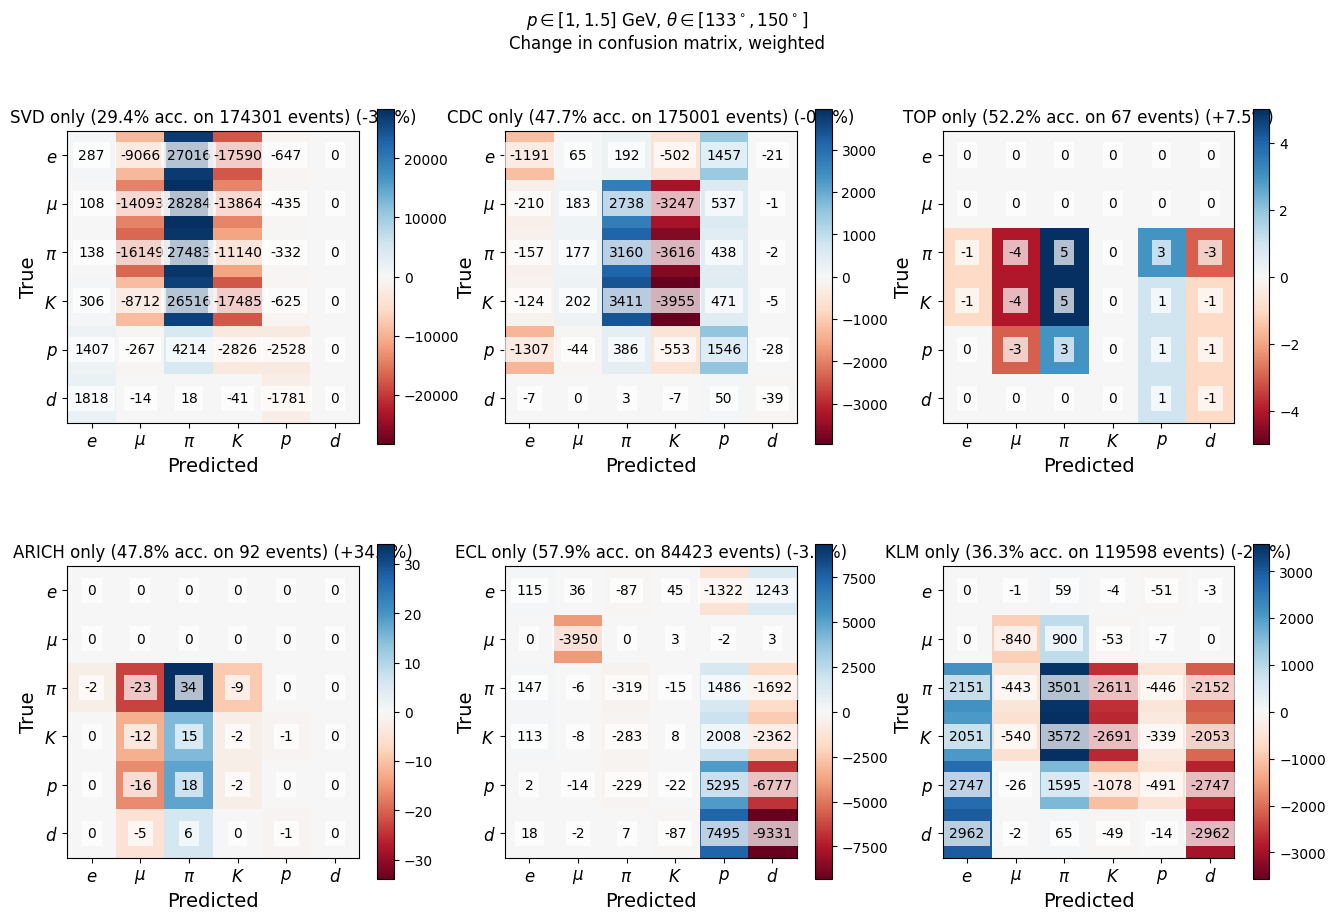 p ∈ [1, 1.5] GeV, θ ∈ [133°, 150°]
Change in confusion matrix, weighted
SVD only (29.4% acc. on 174301 events) (-3 %)
e 287 -9066 27016 -17590 -647 0
μ 108 -14093 28284 -13864 -435 0
π 138 -16149 27483 -11140 -332 0
K 306 -8712 26516 -17485 -625 0
p 1407 -267 4214 -2826 -2528 0
d 1818 -14 18 -41 -1781 0
e μ π K p d
True
Predicted
20000
10000
0
−10000
−20000
CDC only (47.7% acc. on 175001 events) (-0 %)
e -1191 65 192 -502 1457 -21
μ -210 183 2738 -3247 537 -1
π -157 177 3160 -3616 438 -2
K -124 202 3411 -3955 471 -5
p -1307 -44 386 -553 1546 -28
d -7 0 3 -7 50 -39
e μ π K p d
True
Predicted
3000
2000
1000
0
−1000
−2000
−3000
TOP only (52.2% acc. on 67 events) (+7.5 )
e 0 0 0 0 0 0
μ 0 0 0 0 0 0
π -1 -4 5 0 3 -3
K -1 -4 5 0 1 -1
p 0 -3 3 0 1 -1
d 0 0 0 0 1 -1
e μ π K p d
True
Predicted
4
2
0
−2
−4
ARICH only (47.8% acc. on 92 events) (+34 %)
e 0 0 0 0 0 0
μ 0 0 0 0 0 0
π -2 -23 34 -9 0 0
K 0 -12 15 -2 -1 0
p 0 -16 18 -2 0 0
d 0 -5 6 0 -1 0
e μ π K p d
True
Predicted
30
20
10
0
−10
−20
−30
ECL only (57.9% acc. on 84423 events) (-3 %)
e 115 36 -87 45 -1322 1243
μ 0 -3950 0 3 -2 3
π 147 -6 -319 -15 1486 -1692
K 113 -8 -283 8 2008 -2362
p 2 -14 -229 -22 5295 -6777
d 18 -2 7 -87 7495 -9331
e μ π K p d
True
Predicted
7500
5000
2500
0
−2500
−5000
−7500
KLM only (36.3% acc. on 119598 events) (-2 %)
e 0 -1 59 -4 -51 -3
μ 0 -840 900 -53 -7 0
π 2151 -443 3501 -2611 -446 -2152
K 2051 -540 3572 -2691 -339 -2053
p 2747 -26 1595 -1078 -491 -2747
d 2962 -2 65 -49 -14 -2962
e μ π K p d
True
Predicted
3000
2000
1000
0
−1000
−2000
−3000